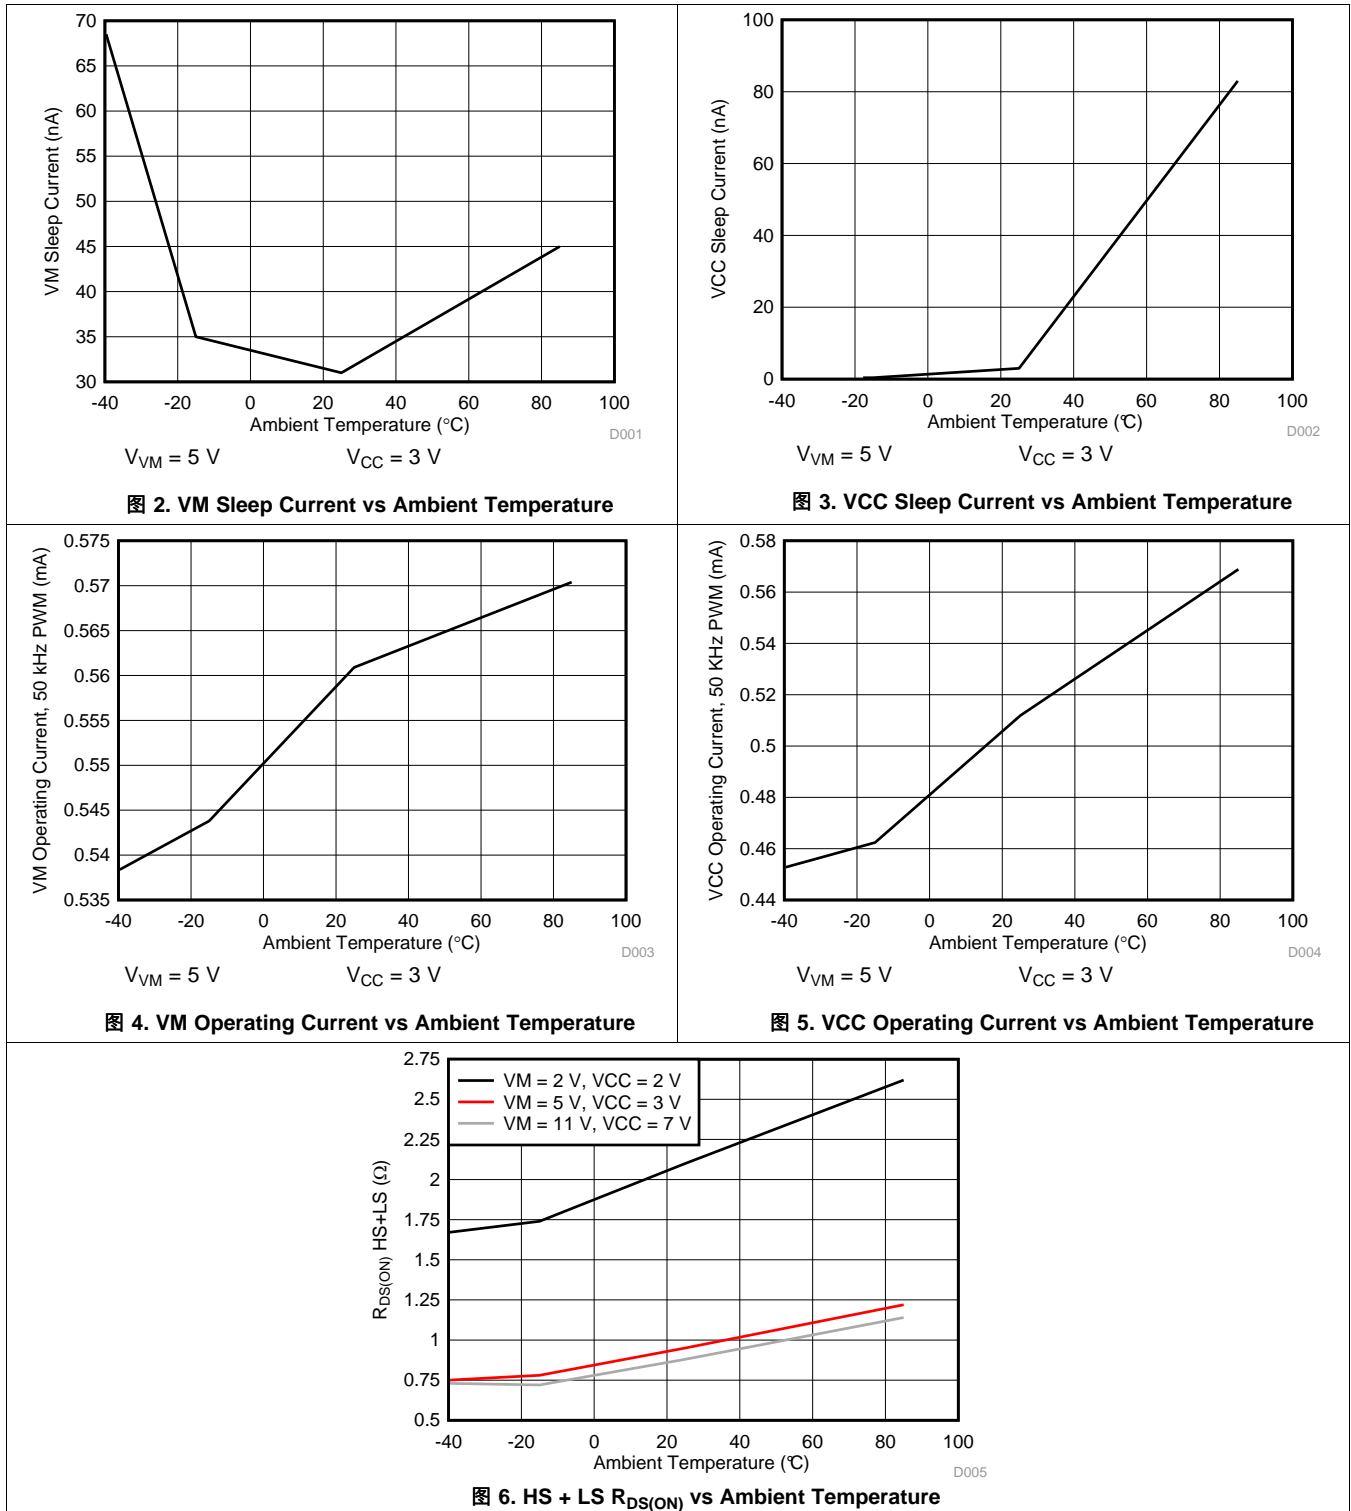 70
65
60
55
50
45
40
35
30
VM Sleep Current (nA)
-40 -20 0 20 40 60 80 100
Ambient Temperature (°C)
D001
V_VM = 5 V V_CC = 3 V
图 2. VM Sleep Current vs Ambient Temperature
100
80
60
40
20
0
VCC Sleep Current (nA)
-40 -20 0 20 40 60 80 100
Ambient Temperature (°C)
D002
V_VM = 5 V V_CC = 3 V
图 3. VCC Sleep Current vs Ambient Temperature
0.575
0.57
0.565
0.56
0.555
0.55
0.545
0.54
0.535
VM Operating Current, 50 kHz PWM (mA)
-40 -20 0 20 40 60 80 100
Ambient Temperature (°C)
D003
V_VM = 5 V V_CC = 3 V
图 4. VM Operating Current vs Ambient Temperature
0.58
0.56
0.54
0.52
0.5
0.48
0.46
0.44
VCC Operating Current, 50 KHz PWM (mA)
-40 -20 0 20 40 60 80 100
Ambient Temperature (°C)
D004
V_VM = 5 V V_CC = 3 V
图 5. VCC Operating Current vs Ambient Temperature
2.75
2.5
2.25
2
1.75
1.5
1.25
1
0.75
0.5
R_DS(ON) HS+LS (Ω)
VM = 2 V, VCC = 2 V
VM = 5 V, VCC = 3 V
VM = 11 V, VCC = 7 V
-40 -20 0 20 40 60 80 100
Ambient Temperature (°C)
D005
图 6. HS + LS R_DS(ON) vs Ambient Temperature